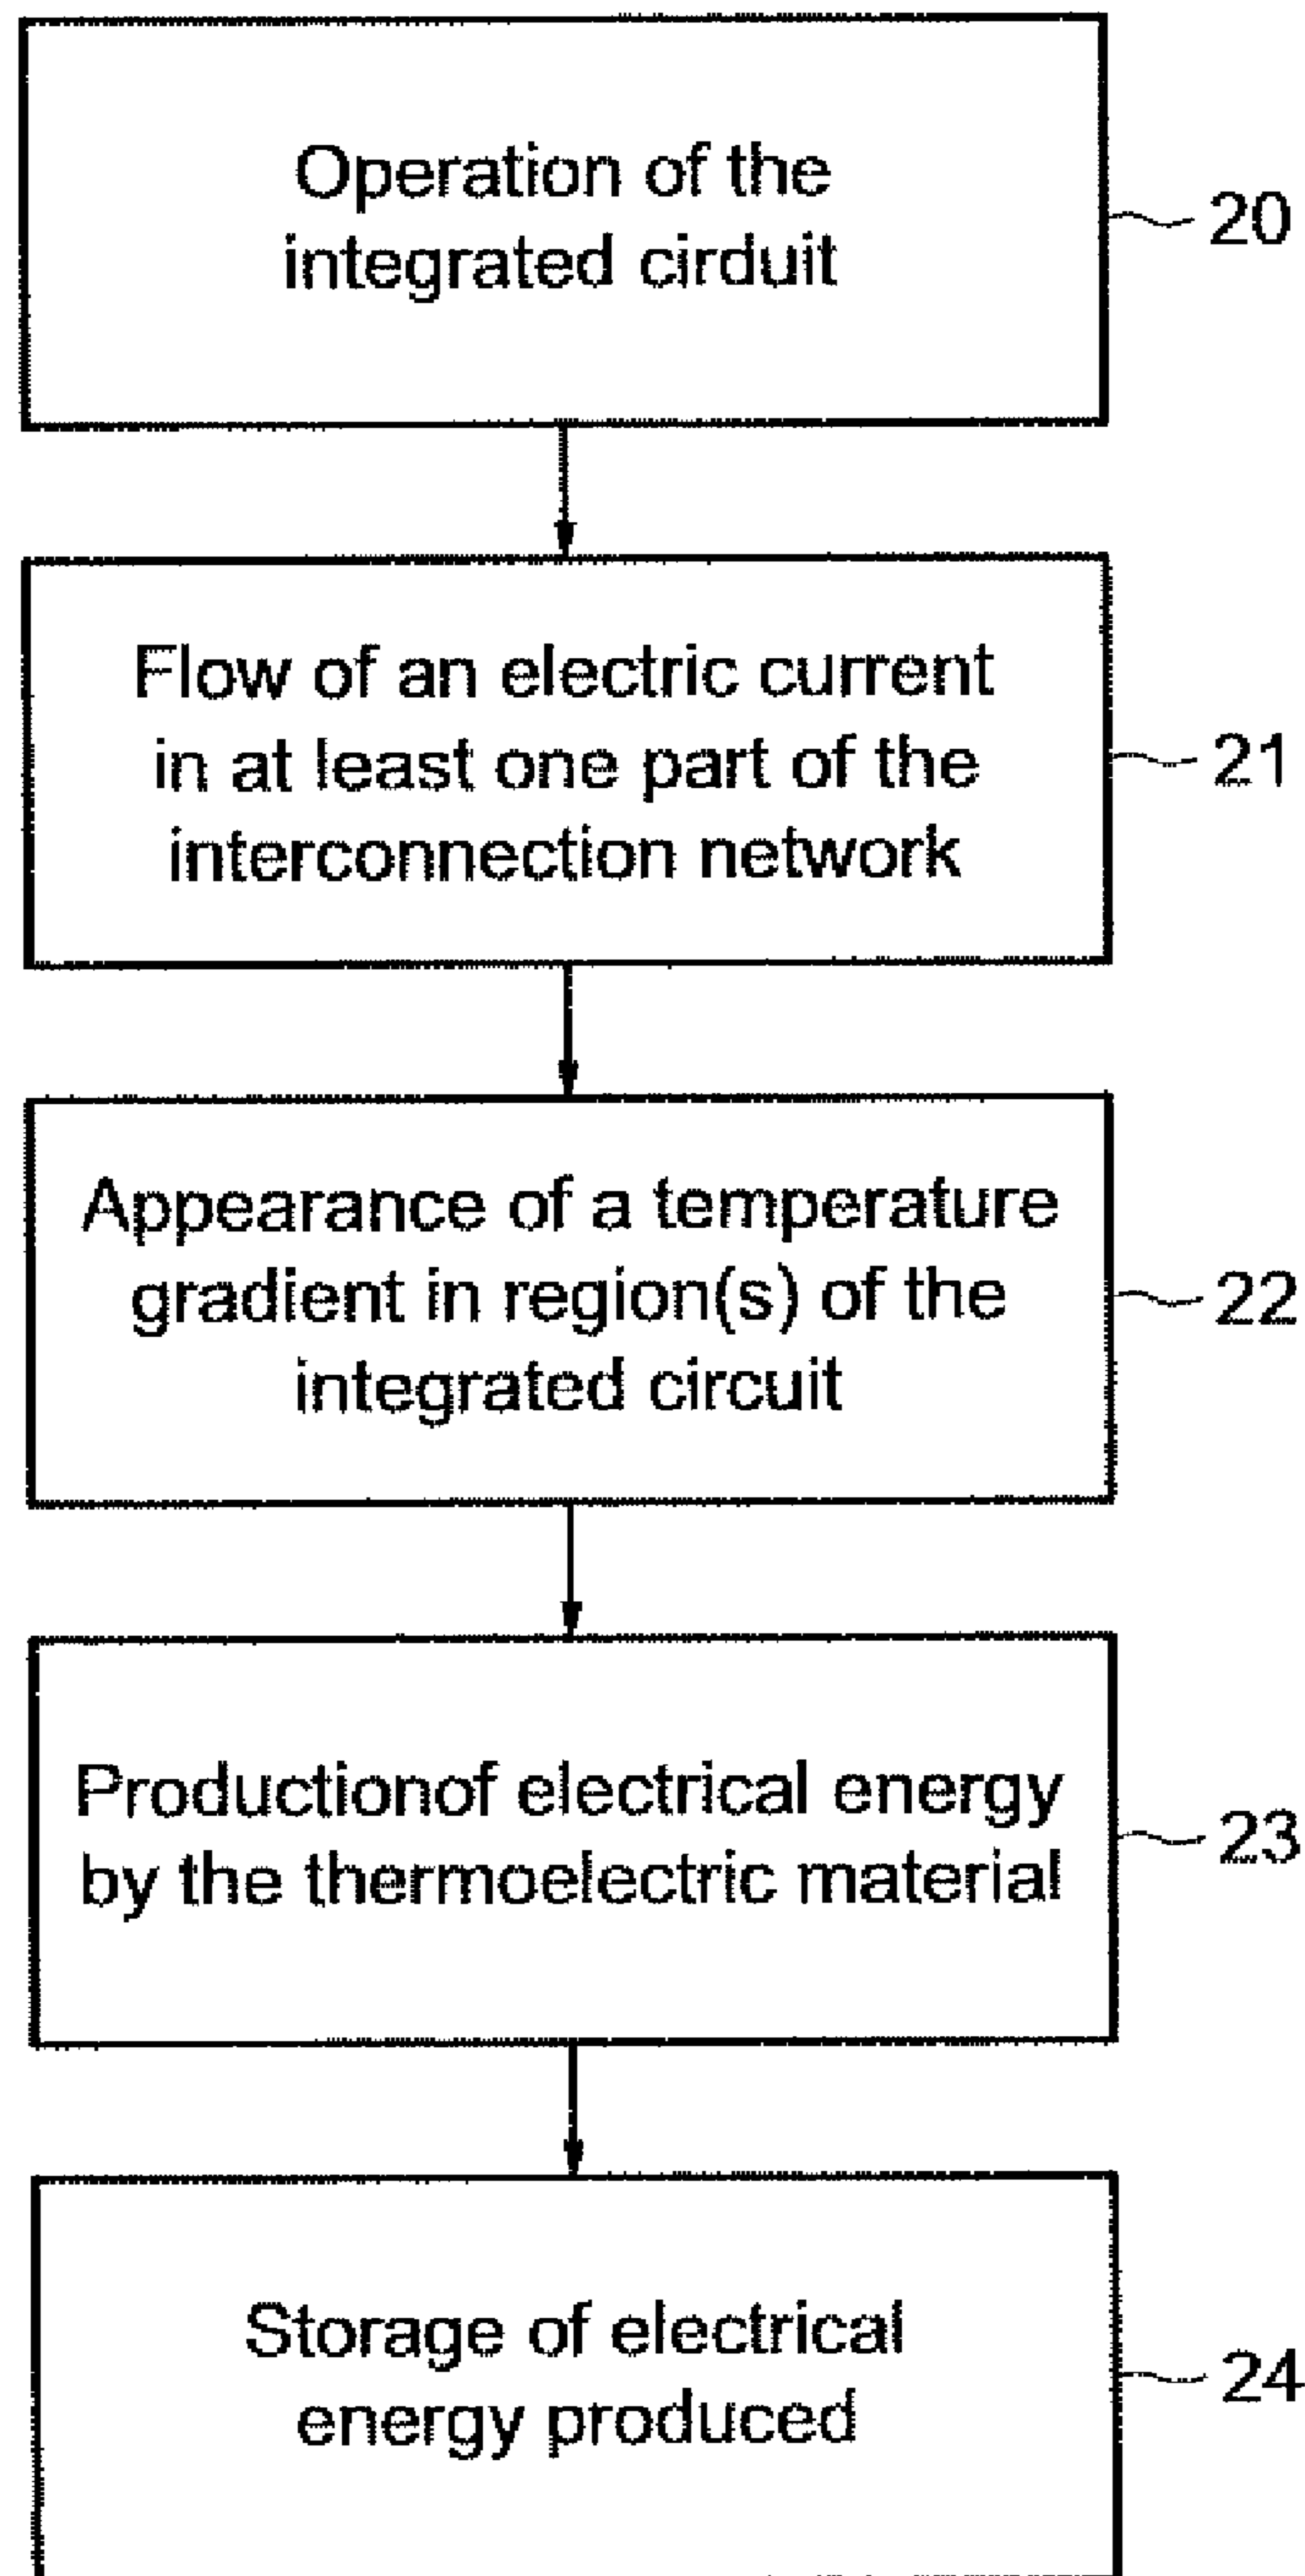 Operation of the
integrated cirduit
20
Flow of an electric current
in at least one part of the
interconnection network
21
Appearance of a temperature
gradient in region(s) of the
integrated circuit
22
Productionof electrical energy
by the thermoelectric material
23
Storage of electrical
energy produced
24